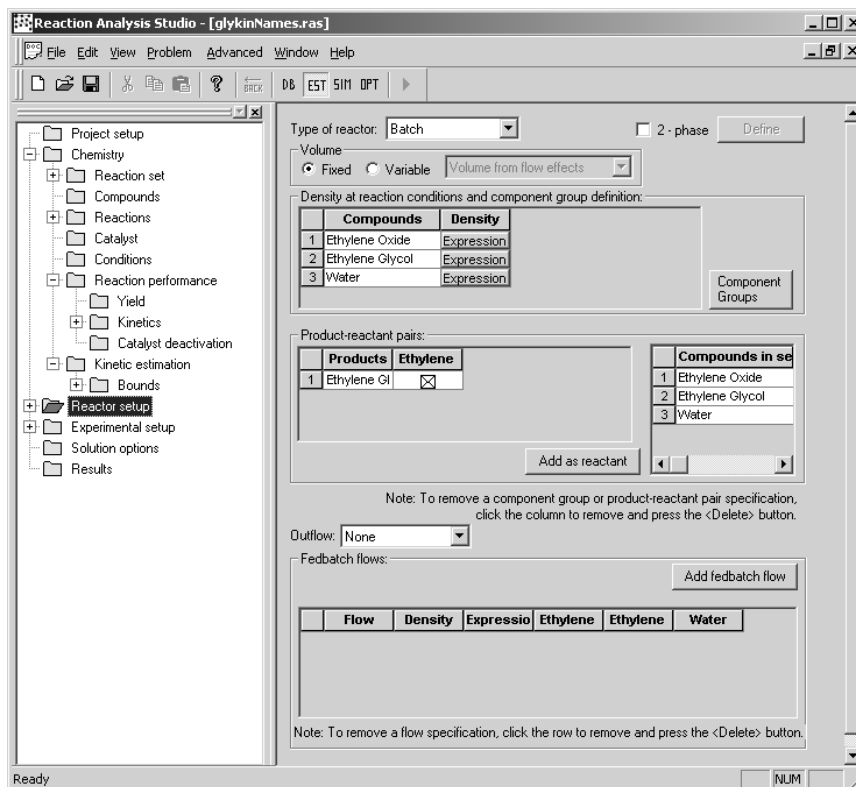 Reaction Analysis Studio - [glykinNames.ras]
File Edit View Problem Advanced Window Help
BACK DB EST SIM OPT
Project setup
Chemistry
Reaction set
Compounds
Reactions
Catalyst
Conditions
Reaction performance
Yield
Kinetics
Catalyst deactivation
Kinetic estimation
Bounds
Reactor setup
Experimental setup
Solution options
Results
Type of reactor: Batch 2 - phase Define
Volume
Fixed Variable Volume from flow effects
Density at reaction conditions and component group definition:
Compounds Density
1 Ethylene Oxide Expression
2 Ethylene Glycol Expression
3 Water Expression
Component
Groups
Product-reactant pairs:
Products Ethylene
1 Ethylene Gl
Compounds in se
1 Ethylene Oxide
2 Ethylene Glycol
3 Water
Add as reactant
Note: To remove a component group or product-reactant pair specification,
click the column to remove and press the <Delete> button.
Outflow: None
Fedbatch flows:
Add fedbatch flow
Flow Density Expressio Ethylene Ethylene Water
Note: To remove a flow specification, click the row to remove and press the <Delete> button.
Ready NUM